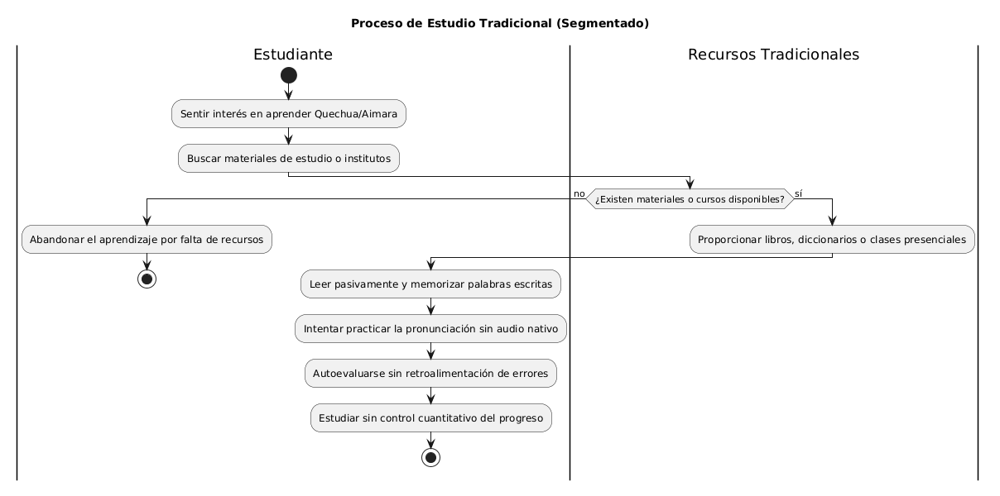 Proceso de Estudio Tradicional (Segmentado)
Estudiante
Recursos Tradicionales
Sentir interés en aprender Quechua/Aimara
Buscar materiales de estudio o institutos
no
¿Existen materiales o cursos disponibles?
sí
Abandonar el aprendizaje por falta de recursos
Proporcionar libros, diccionarios o clases presenciales
Leer pasivamente y memorizar palabras escritas
Intentar practicar la pronunciación sin audio nativo
Autoevaluarse sin retroalimentación de errores
Estudiar sin control cuantitativo del progreso